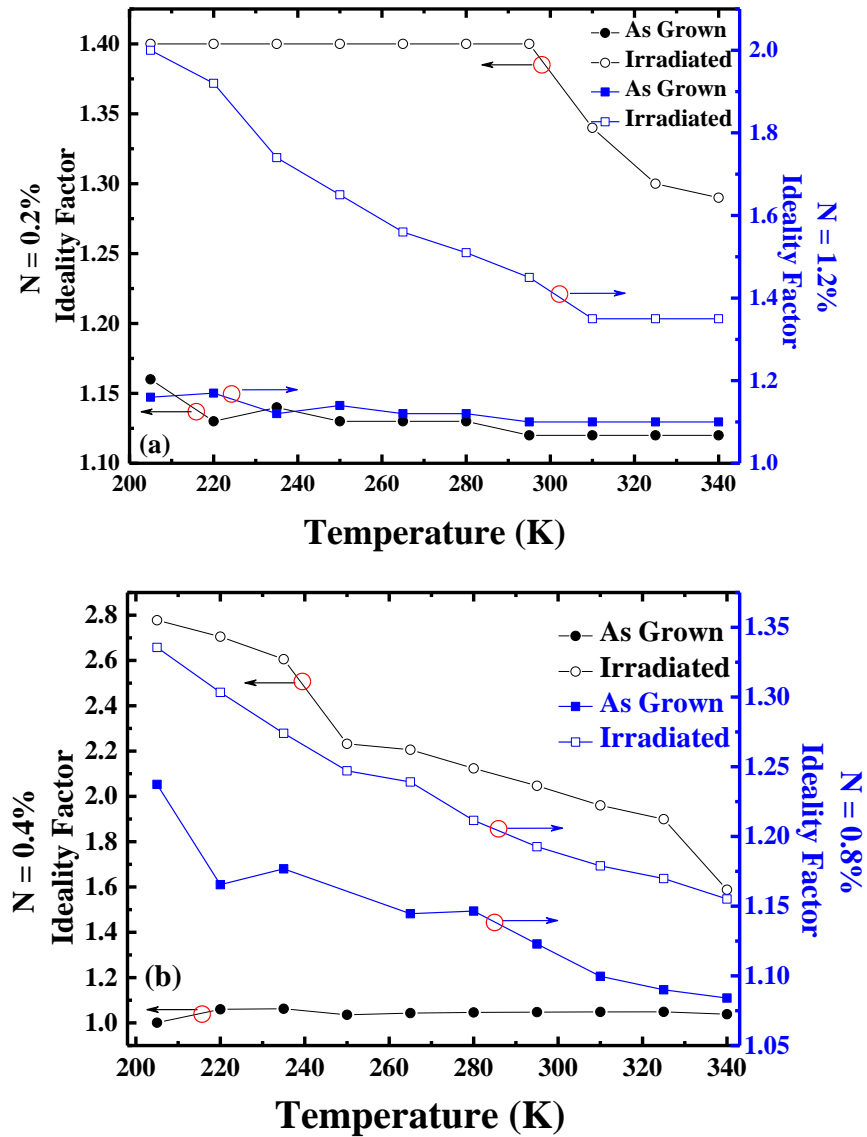 As Grown
Irradiated
As Grown
Irradiated
1.40
1.35
1.30
1.25
1.20
1.15
1.10
N = 0.2%
Ideality Factor
2.0
1.8
1.6
1.4
1.2
1.0
N = 1.2%
Ideality Factor
(a)
200 220 240 260 280 300 320 340
Temperature (K)
As Grown
Irradiated
As Grown
Irradiated
2.8
2.6
2.4
2.2
2.0
1.8
1.6
1.4
1.2
1.0
N = 0.4%
Ideality Factor
1.35
1.30
1.25
1.20
1.15
1.10
1.05
N = 0.8%
Ideality Factor
(b)
200 220 240 260 280 300 320 340
Temperature (K)